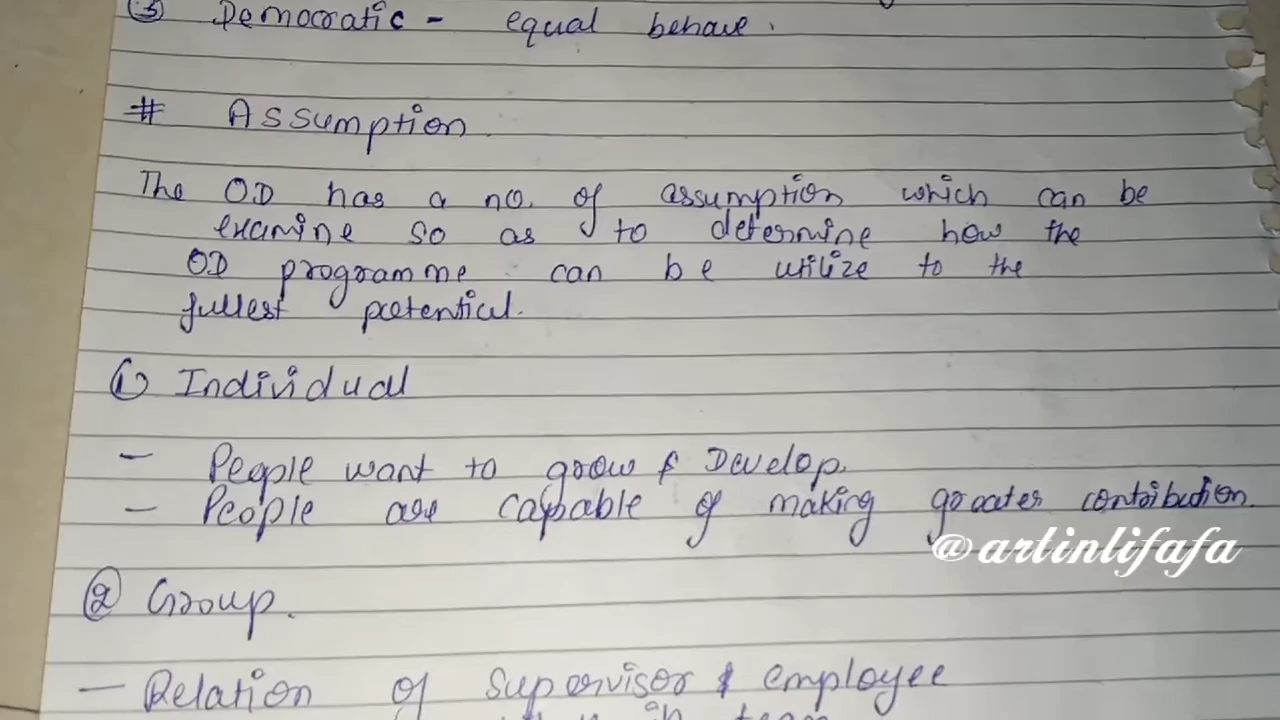 ③ Democratic - equal behave.
# Assumption
The OD has a no. of assumption which can be
examine so as to determine how the
OD programme can be utilize to the
fullest potential.
① Individual
- People want to grow & Develop.
- People are capable of making greater contribution.
@artinlifafa
② Group.
- Relation of supervisor & employee
in team